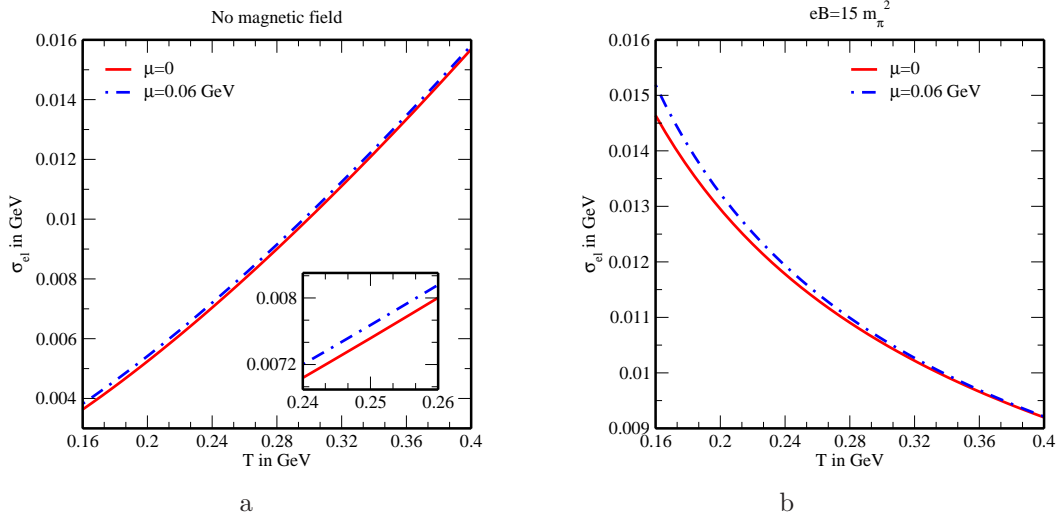 No magnetic field
μ=0
μ=0.06 GeV
0.016
0.014
0.012
0.01
0.008
0.006
0.004
σel in GeV
0.008
0.0072
0.24 0.25 0.26
0.16 0.2 0.24 0.28 0.32 0.36 0.4
T in GeV
a
eB=15 mπ²
μ=0
μ=0.06 GeV
0.016
0.015
0.014
0.013
0.012
0.011
0.01
0.009
σel in GeV
0.16 0.2 0.24 0.28 0.32 0.36 0.4
T in GeV
b